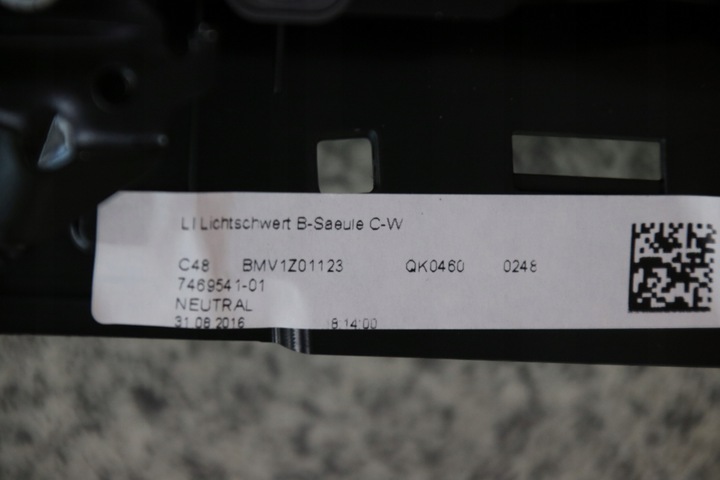 LI Lichtschwert B-Saeule C-W
C48 BMV1Z01123 QK0460 0248
7469541-01
NEUTRAL
31.08.2016 8:14:00